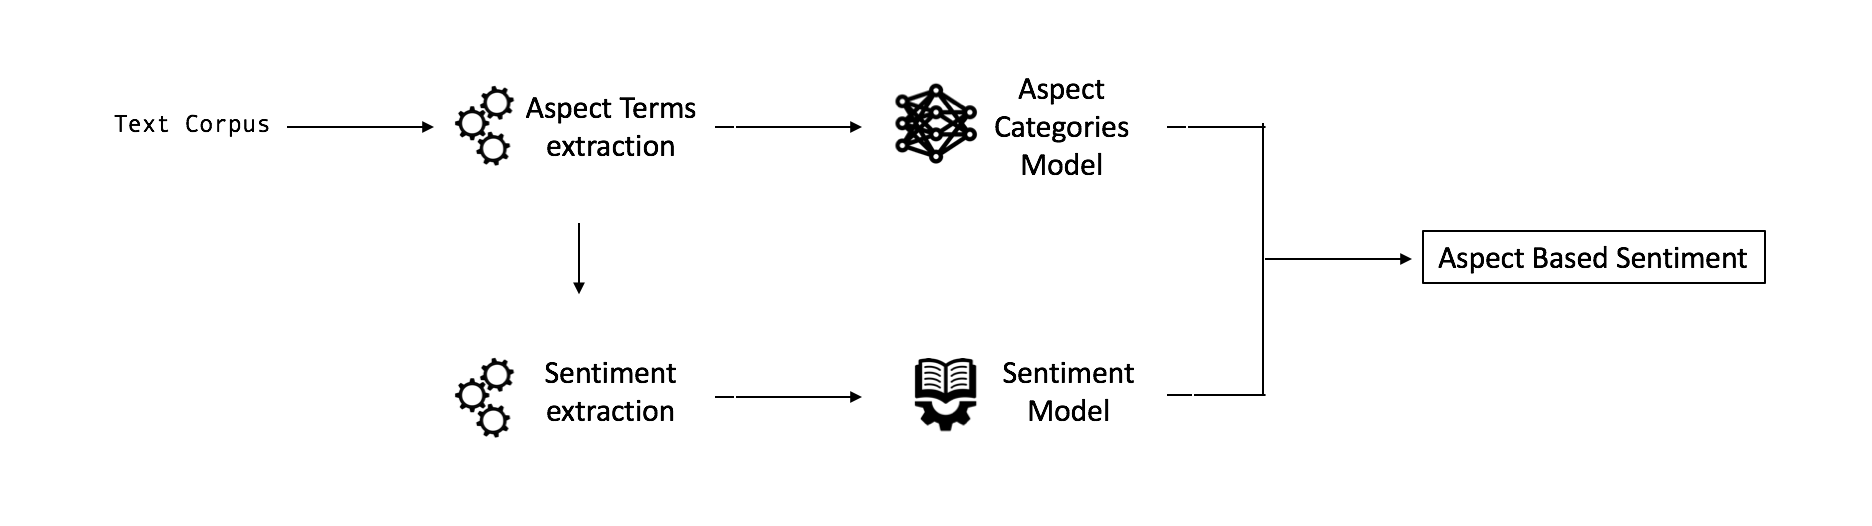 Text Corpus
Aspect Terms
extraction
Aspect
Categories
Model
Aspect Based Sentiment
Sentiment
extraction
Sentiment
Model